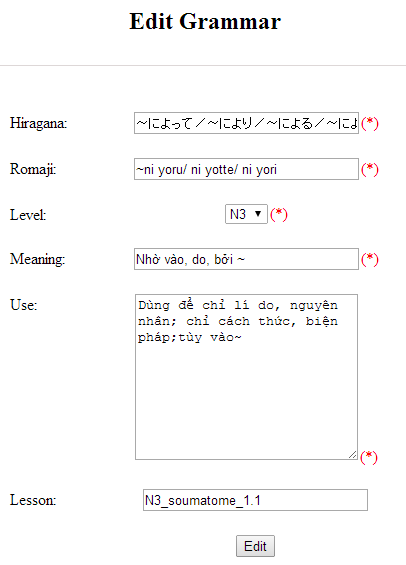 Edit Grammar
Hiragana: ～によって／～により／～による／～によ (*)
Romaji: ~ni yoru/ ni yotte/ ni yori (*)
Level: N3 (*)
Meaning: Nhờ vào, do, bởi ~ (*)
Use: Dùng để chỉ lí do, nguyên
nhân; chỉ cách thức, biện
pháp;tùy vào~
(*)
Lesson: N3_soumatome_1.1
Edit